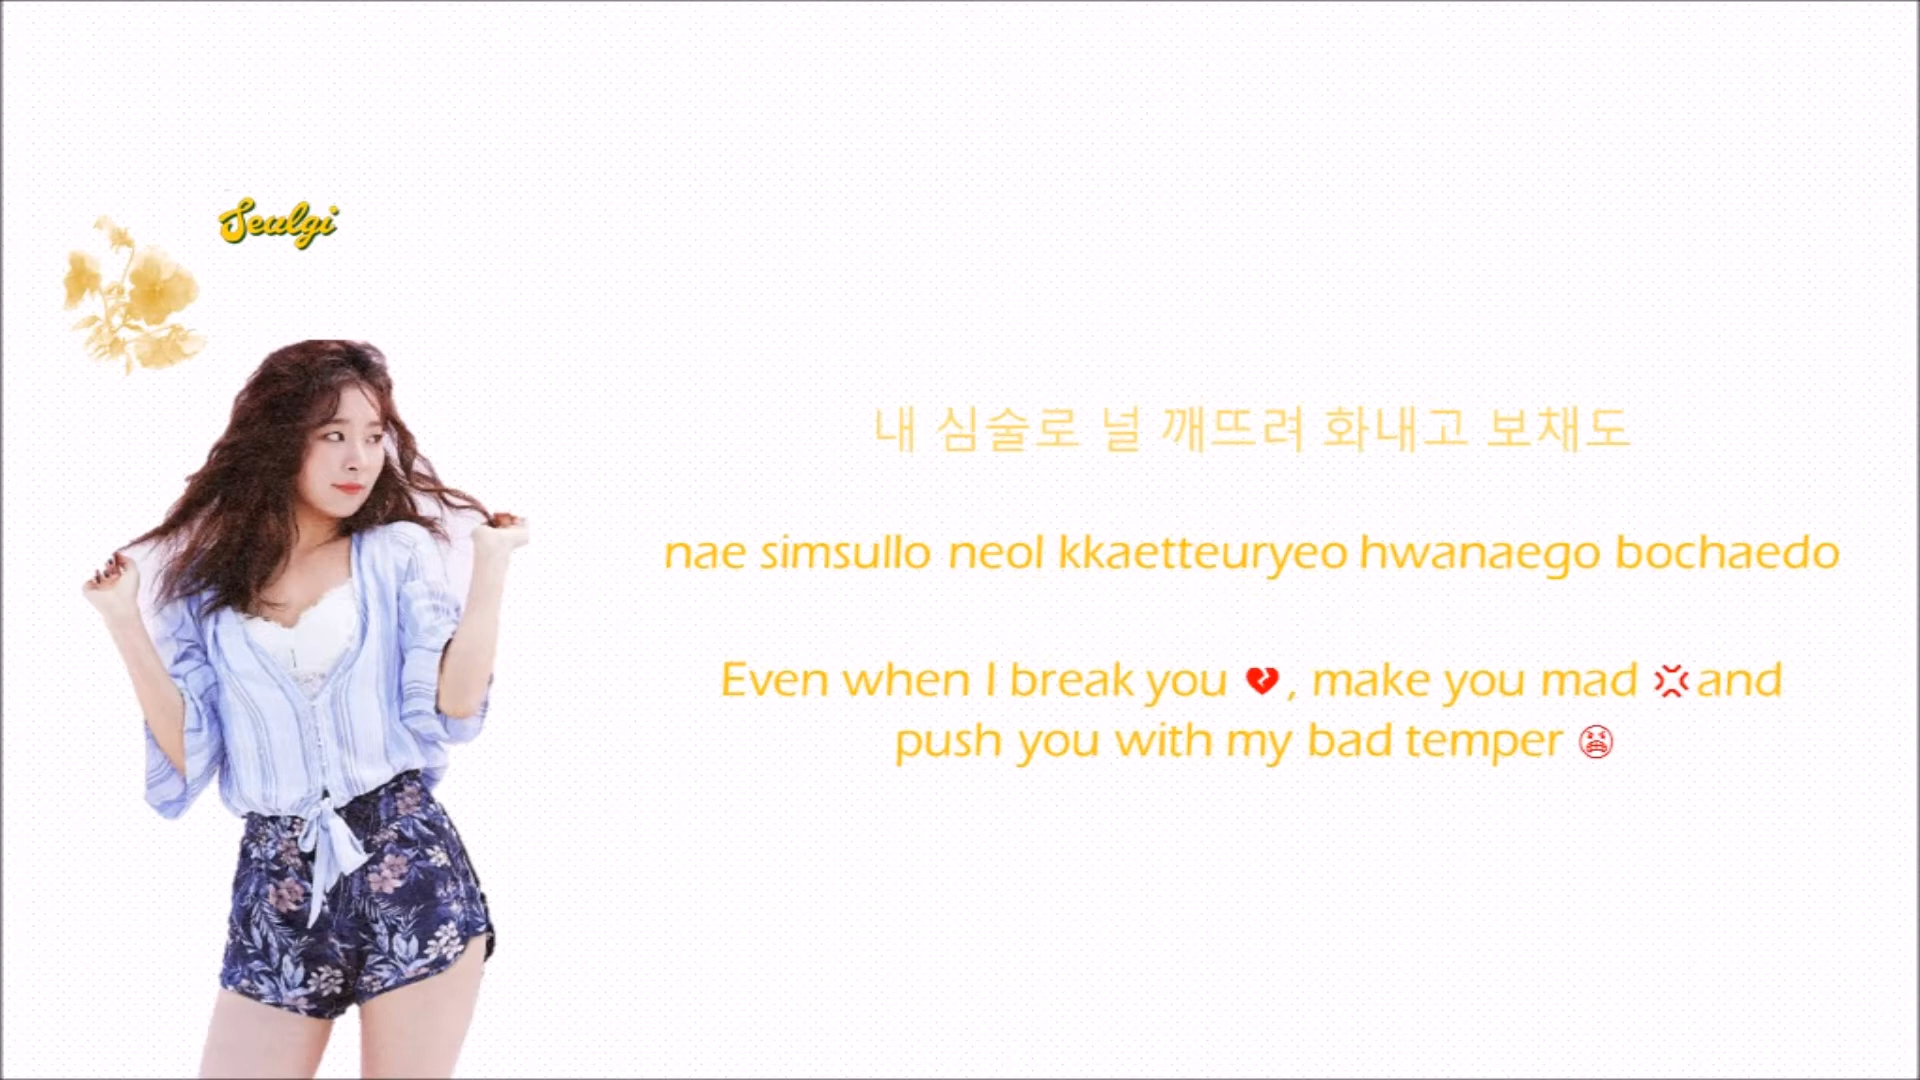 Seulgi
내 심술로 널 깨뜨려 화내고 보채도
nae simsullo neol kkaetteuryeo hwanaego bochaedo
Even when I break you 💔, make you mad 💢and
push you with my bad temper 😠